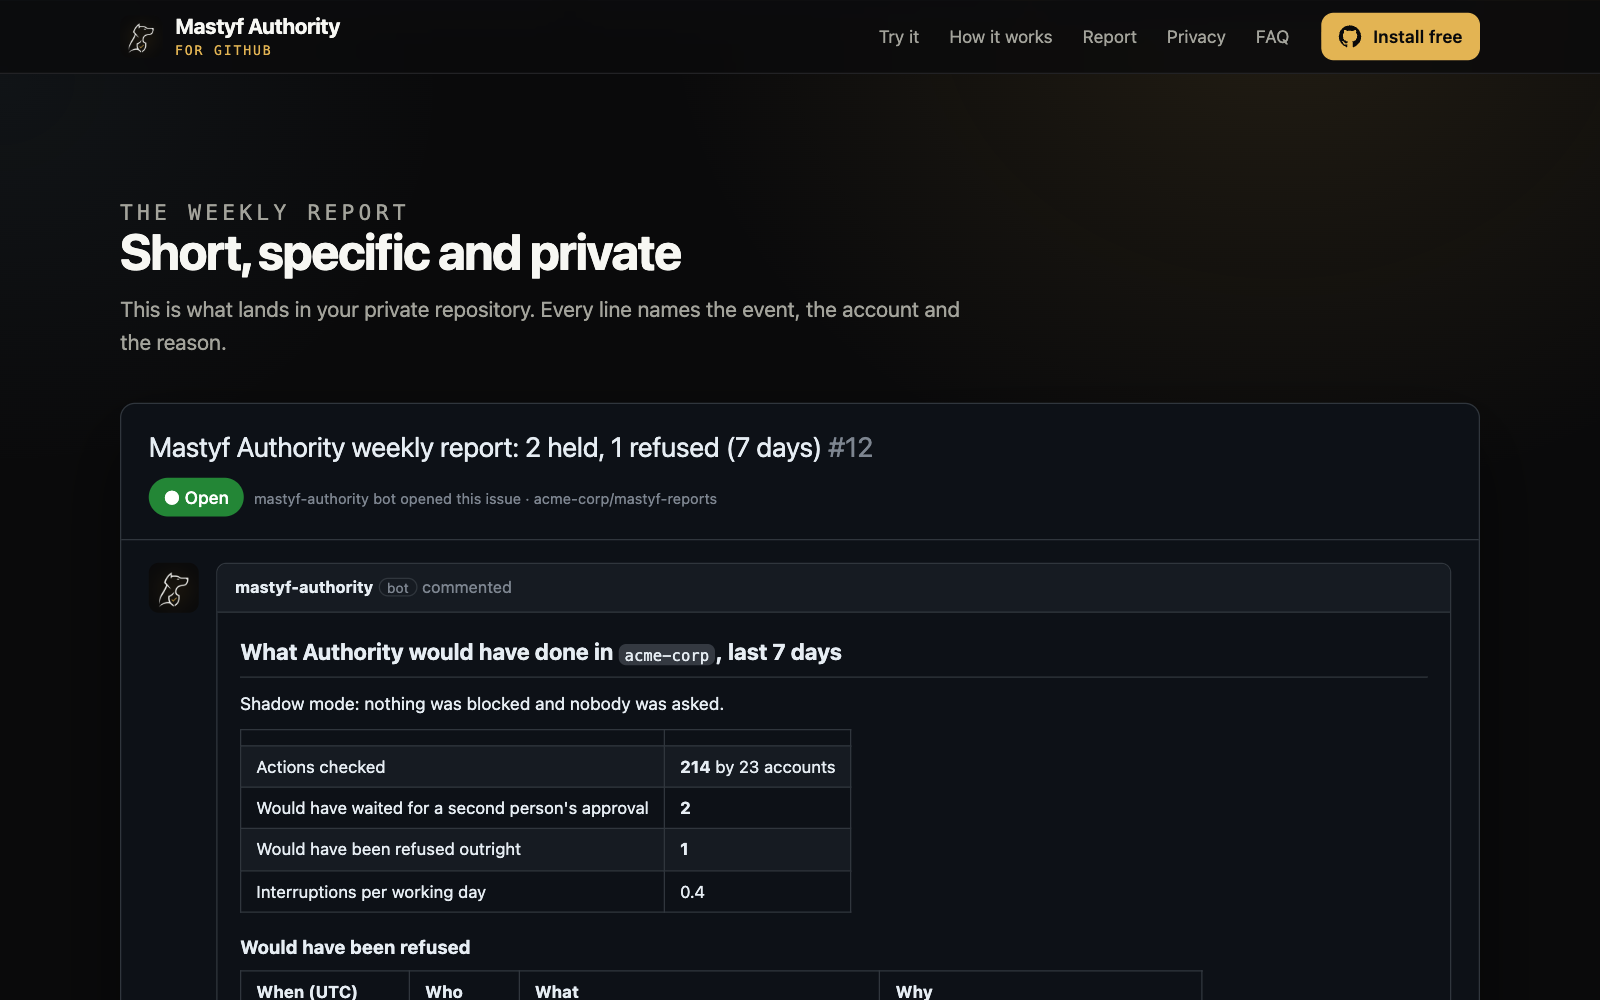 Mastyf Authority
FOR GITHUB
Try it
How it works
Report
Privacy
FAQ
Install free
THE WEEKLY REPORT
Short, specific and private
This is what lands in your private repository. Every line names the event, the account and
the reason.
Mastyf Authority weekly report: 2 held, 1 refused (7 days) #12
Open
mastyf-authority bot opened this issue · acme-corp/mastyf-reports
mastyf-authority bot commented
What Authority would have done in acme-corp, last 7 days
Shadow mode: nothing was blocked and nobody was asked.
Actions checked 214 by 23 accounts
Would have waited for a second person's approval 2
Would have been refused outright 1
Interruptions per working day 0.4
Would have been refused
When (UTC) Who What Why